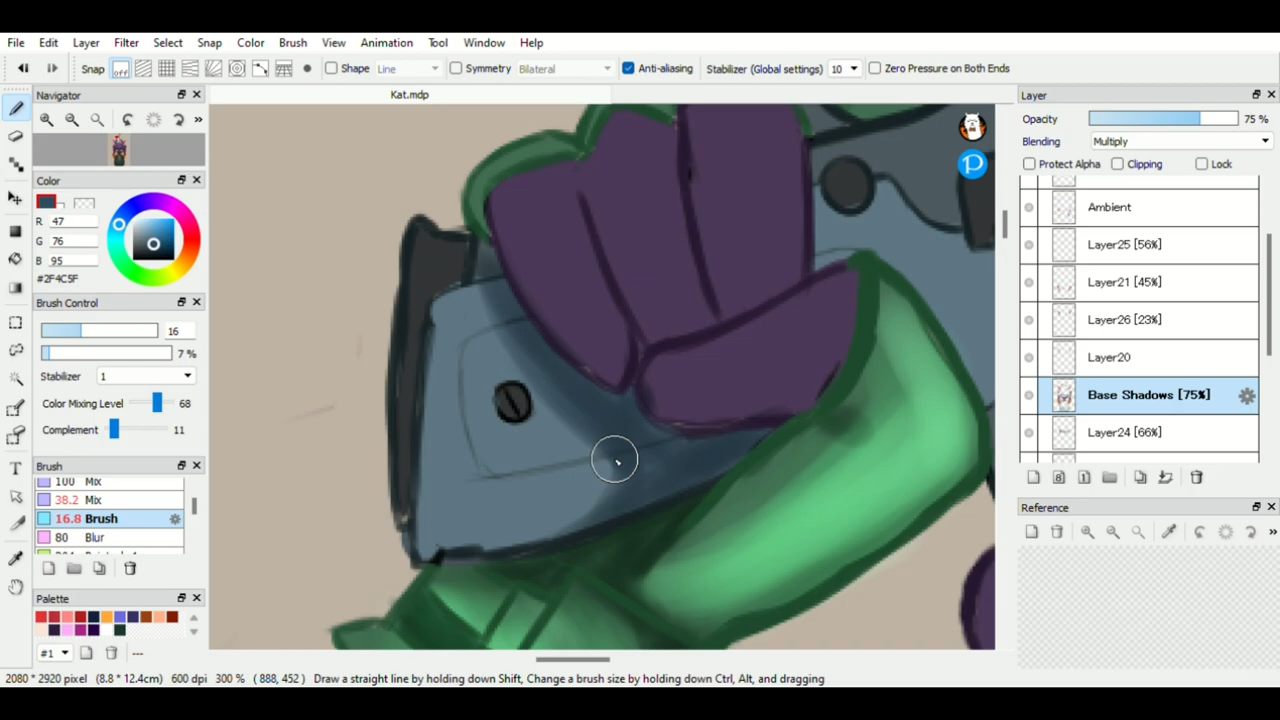 File Edit Layer Filter Select Snap Color Brush View Animation Tool Window Help
Snap off Shape Line Symmetry Bilateral Anti-aliasing Stabilizer (Global settings) 10 Zero Pressure on Both Ends
Navigator
Kat.mdp
Color
R 47
G 76
B 95
#2F4C5F
Brush Control
16
7 %
Stabilizer 1
Color Mixing Level 68
Complement 11
Brush
100 Mix
38.2 Mix
16.8 Brush
80 Blur
Palette
#1 ---
Layer
Opacity 75 %
Blending Multiply
Protect Alpha Clipping Lock
Ambient
Layer25 [56%]
Layer21 [45%]
Layer26 [23%]
Layer20
Base Shadows [75%]
Layer24 [66%]
Reference
2080 * 2920 pixel (8.8 * 12.4cm) 600 dpi 300 % ( 888, 452 ) Draw a straight line by holding down Shift, Change a brush size by holding down Ctrl, Alt, and dragging